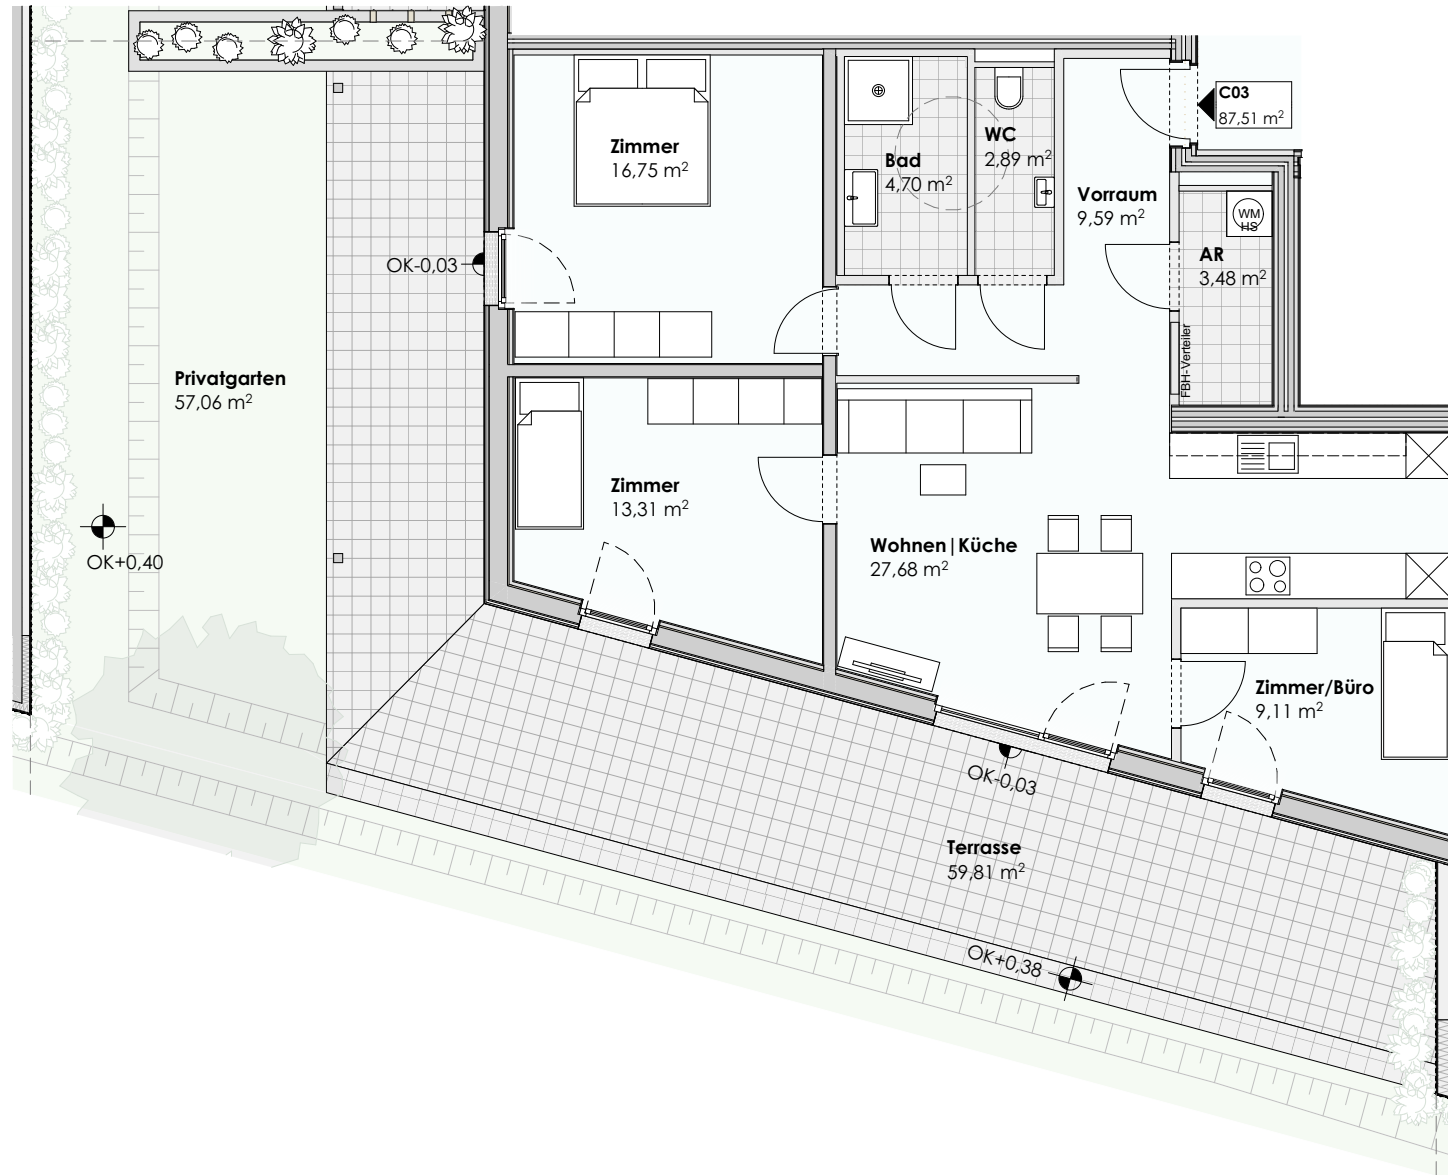 C03
87,51 m²
Zimmer
16,75 m²
Bad
4,70 m²
WC
2,89 m²
Vorraum
9,59 m²
WM
HS
AR
3,48 m²
FBH-Verteiler
OK-0,03
Privatgarten
57,06 m²
OK+0,40
Zimmer
13,31 m²
Wohnen|Küche
27,68 m²
Zimmer/Büro
9,11 m²
OK-0,03
Terrasse
59,81 m²
OK+0,38